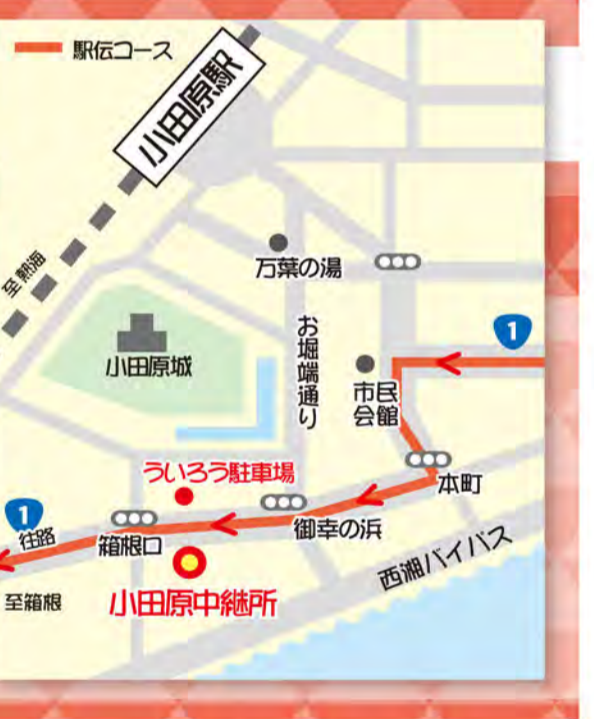 駅伝コース
小田原駅
至熱海
万葉の湯
お堀端通り
1
小田原城
市民
会館
ういろう駐車場
本町
1
往路
箱根口
御幸の浜
西湘バイパス
至箱根
小田原中継所